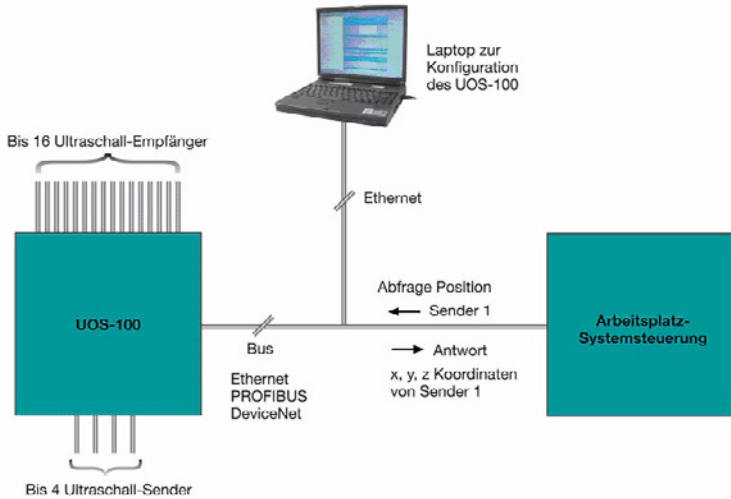 Laptop zur
Konfiguration
des UOS-100
Bis 16 Ultraschall-Empfänger
Ethernet
UOS-100
Abfrage Position
Sender 1
Arbeitsplatz-
Systemsteuerung
Bus
Antwort
Ethernet
PROFIBUS
DeviceNet
x, y, z Koordinaten
von Sender 1
Bis 4 Ultraschall-Sender